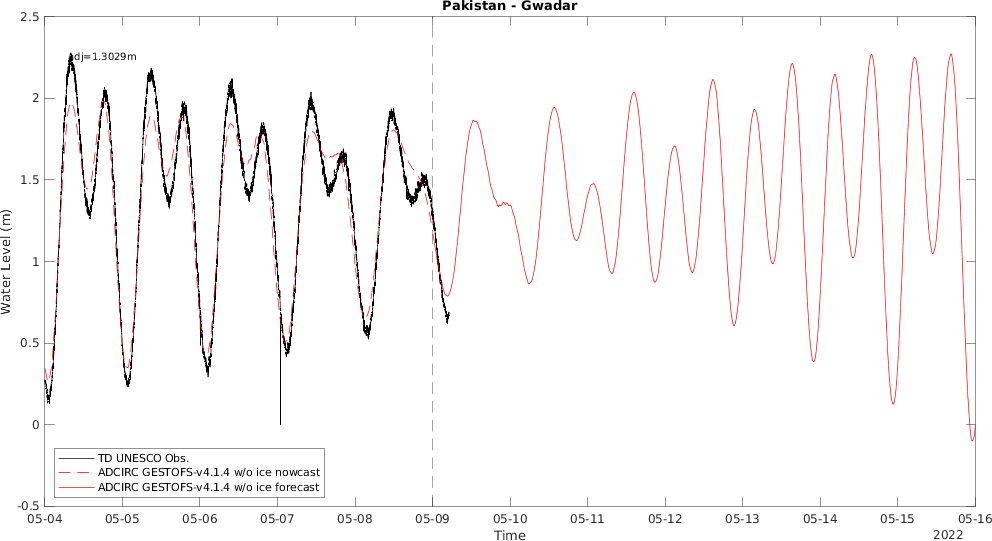 Pakistan - Gwadar
2.5
2
1.5
1
0.5
0
-0.5
Water Level (m)
dj=1.3029m
TD UNESCO Obs.
ADCIRC GESTOFS-v4.1.4 w/o ice nowcast
ADCIRC GESTOFS-v4.1.4 w/o ice forecast
05-04 05-05 05-06 05-07 05-08 05-09 05-10 05-11 05-12 05-13 05-14 05-15 05-16
Time
2022